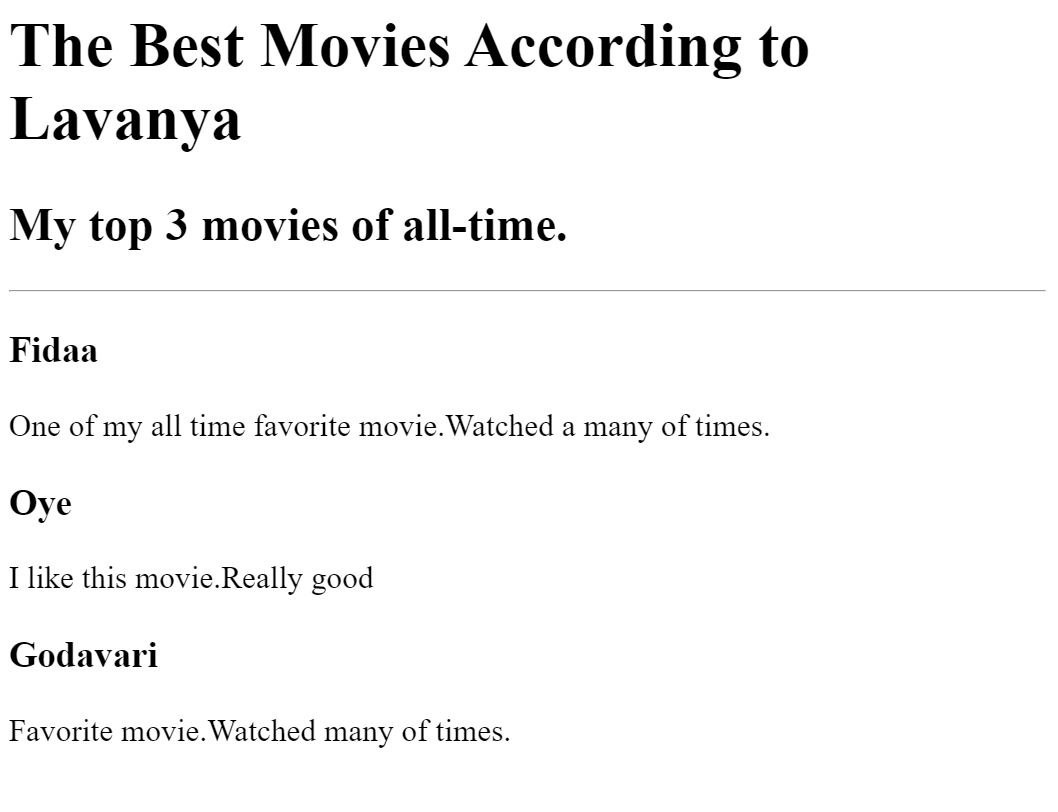 The Best Movies According to
Lavanya
My top 3 movies of all-time.
Fidaa
One of my all time favorite movie.Watched a many of times.
Oye
I like this movie.Really good
Godavari
Favorite movie.Watched many of times.